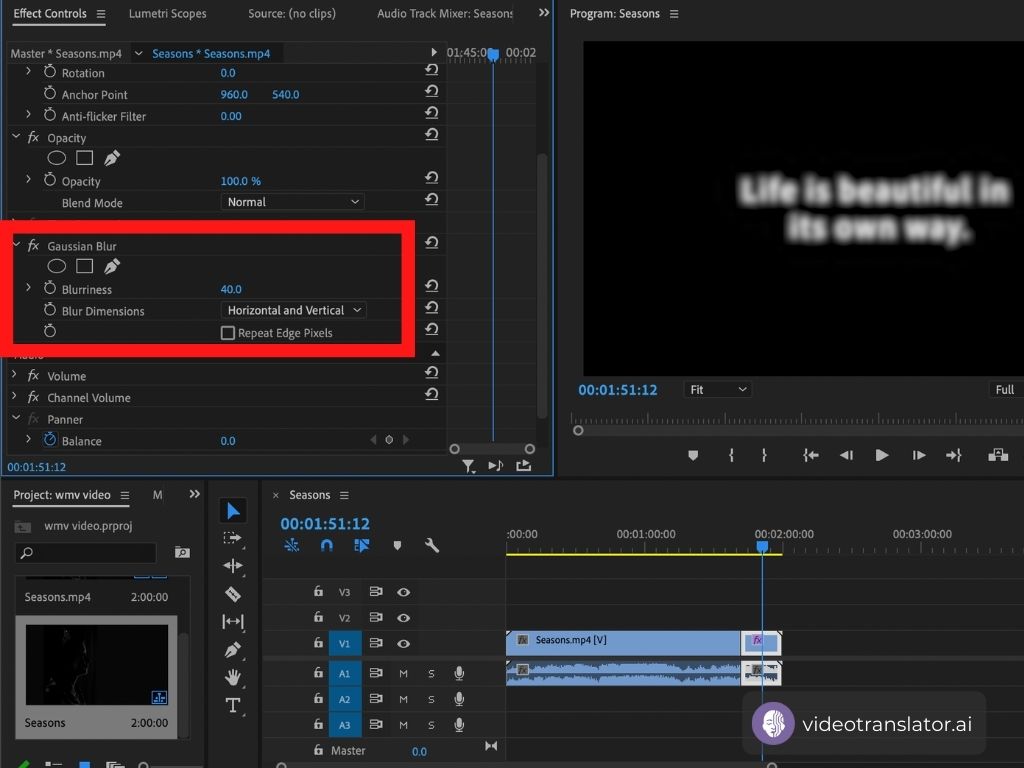 Effect Controls
Lumetri Scopes
Source: (no clips)
Audio Track Mixer: Seasons
Program: Seasons
Master * Seasons.mp4
Seasons * Seasons.mp4
00:02
Rotation 0.0
Anchor Point 960.0 540.0
Anti-flicker Filter 0.00
fx Opacity
Opacity 100.0 %
Blend Mode Normal
fx Gaussian Blur
Blurriness 40.0
Blur Dimensions Horizontal and Vertical
Repeat Edge Pixels
fx Volume
fx Channel Volume
fx Panner
Balance 0.0
00:01:51:12
Life is beautiful in
its own way.
00:01:51:12 Fit Full
Project: wmv video M
wmv video.prproj
Seasons.mp4 2:00:00
Seasons 2:00:00
× Seasons
00:01:51:12
:00:00 00:01:00:00 00:02:00:00 00:03:00:00
V3
V2
V1 fx Seasons.mp4 [V] fx
A1 M S fx fx
A2 M S
A3 M S
Master 0.0
videotranslator.ai